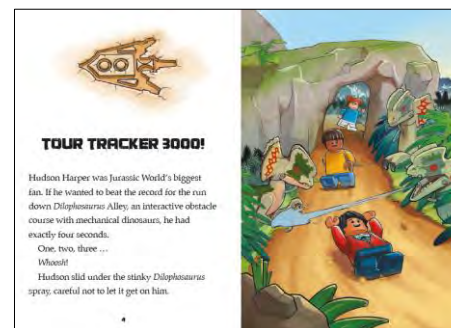 TOUR TRACKER 3000!
Hudson Harper was Jurassic World's biggest
fan. If he wanted to beat the record for the run
down Dilophosaurus Alley, an interactive obstacle
course with mechanical dinosaurs, he had
exactly four seconds.
One, two, three ...
Whoosh!
Hudson slid under the stinky Dilophosaurus
spray, careful not to let it get on him.
4